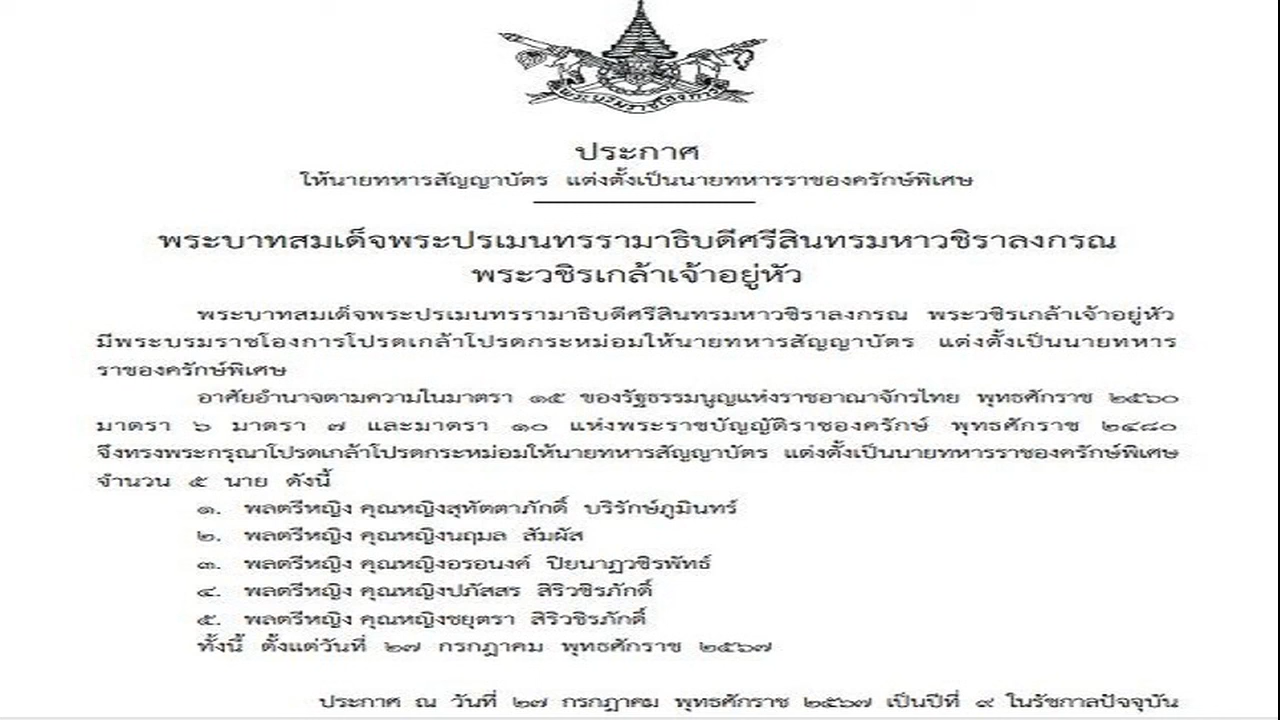 พระบรมราชโองการ
ประกาศ
ให้นายทหารสัญญาบัตร แต่งตั้งเป็นนายทหารราชองครักษ์พิเศษ
พระบาทสมเด็จพระปรเมนทรรามาธิบดีศรีสินทรมหาวชิราลงกรณ
พระวชิรเกล้าเจ้าอยู่หัว
พระบาทสมเด็จพระปรเมนทรรามาธิบดีศรีสินทรมหาวชิราลงกรณ พระวชิรเกล้าเจ้าอยู่หัว
มีพระบรมราชโองการโปรดเกล้าโปรดกระหม่อมให้นายทหารสัญญาบัตร แต่งตั้งเป็นนายทหาร
ราชองครักษ์พิเศษ
อาศัยอำนาจตามความในมาตรา ๑๕ ของรัฐธรรมนูญแห่งราชอาณาจักรไทย พุทธศักราช ๒๕๖๐
มาตรา ๖ มาตรา ๗ และมาตรา ๑๐ แห่งพระราชบัญญัติราชองครักษ์ พุทธศักราช ๒๔๘๐
จึงทรงพระกรุณาโปรดเกล้าโปรดกระหม่อมให้นายทหารสัญญาบัตร แต่งตั้งเป็นนายทหารราชองครักษ์พิเศษ
จำนวน ๕ นาย ดังนี้
๑. พลตรีหญิง คุณหญิงสุทัตตาภักดิ์ บริรักษ์ภูมินทร์
๒. พลตรีหญิง คุณหญิงนฤมล สัมผัส
๓. พลตรีหญิง คุณหญิงอรอนงค์ ปิยนาฏวชิรพัทธ์
๔. พลตรีหญิง คุณหญิงปภัสสร สิริวชิรภักดิ์
๕. พลตรีหญิง คุณหญิงชยุตรา สิริวชิรภักดิ์
ทั้งนี้ ตั้งแต่วันที่ ๒๗ กรกฎาคม พุทธศักราช ๒๕๖๗
ประกาศ ณ วันที่ ๒๗ กรกฎาคม พุทธศักราช ๒๕๖๗ เป็นปีที่ ๙ ในรัชกาลปัจจุบัน